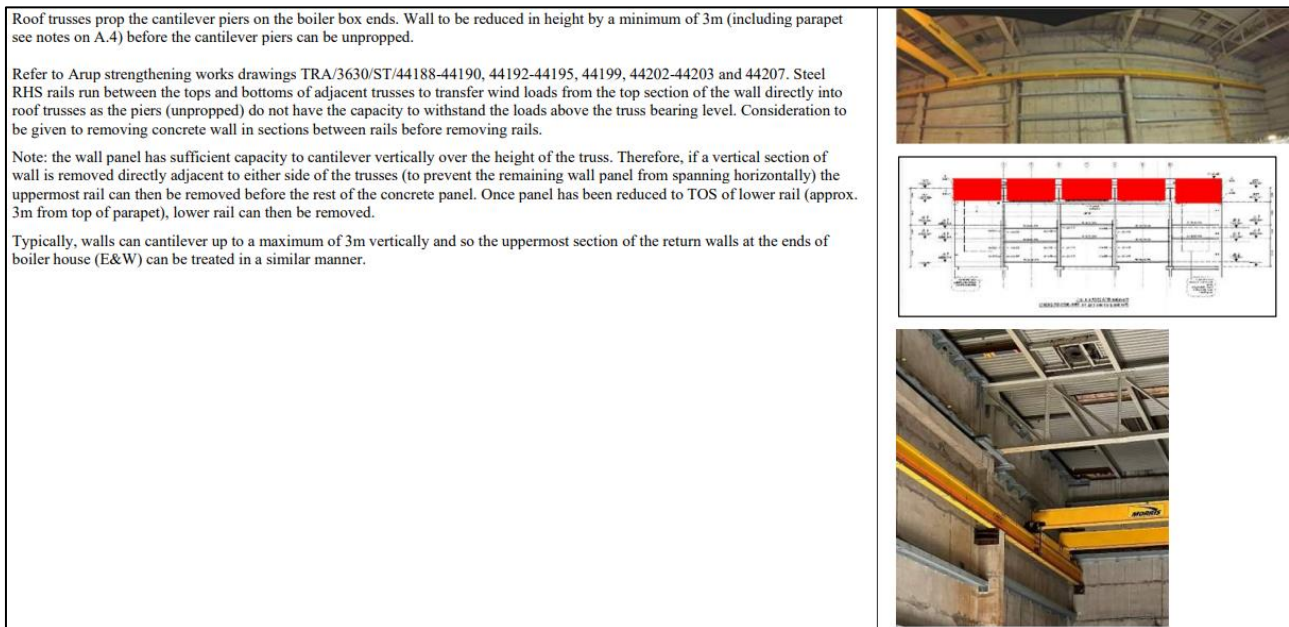 Roof trusses prop the cantilever piers on the boiler box ends. Wall to be reduced in height by a minimum of 3m (including parapet
see notes on A.4) before the cantilever piers can be unpropped.
Refer to Arup strengthening works drawings TRA/3630/ST/44188-44190, 44192-44195, 44199, 44202-44203 and 44207. Steel
RHS rails run between the tops and bottoms of adjacent trusses to transfer wind loads from the top section of the wall directly into
roof trusses as the piers (unpropped) do not have the capacity to withstand the loads above the truss bearing level. Consideration to
be given to removing concrete wall in sections between rails before removing rails.
Note: the wall panel has sufficient capacity to cantilever vertically over the height of the truss. Therefore, if a vertical section of
wall is removed directly adjacent to either side of the trusses (to prevent the remaining wall panel from spanning horizontally) the
uppermost rail can then be removed before the rest of the concrete panel. Once panel has been reduced to TOS of lower rail (approx.
3m from top of parapet), lower rail can then be removed.
Typically, walls can cantilever up to a maximum of 3m vertically and so the uppermost section of the return walls at the ends of
boiler house (E&W) can be treated in a similar manner.
MORRIS